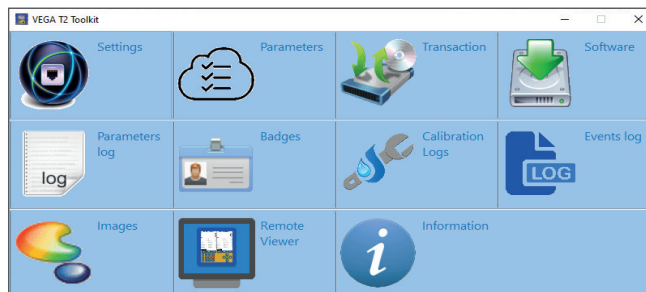 VEGA T2 Toolkit
Settings
Parameters
Transaction
Software
Parameters
log
log
Badges
Calibration
Logs
Events log
LOG
Images
Remote
Viewer
Information
i